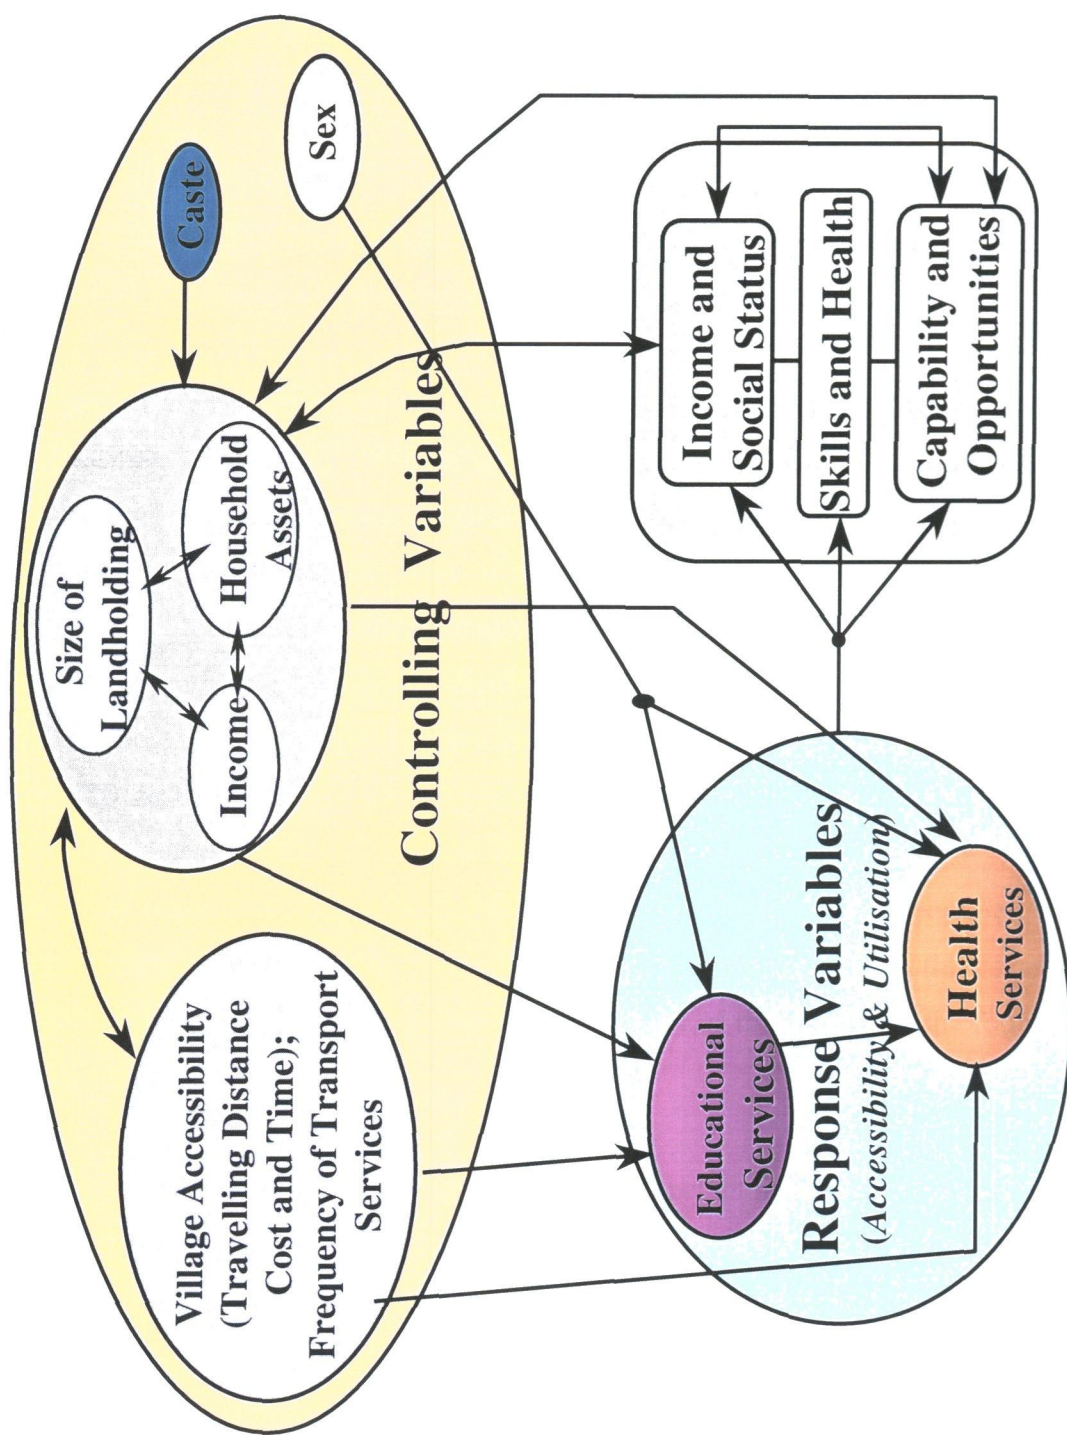 Village Accessibility
(Travelling Distance
Cost and Time);
Frequency of Transport
Services
Size of
Landholding
Income
Household
Assets
Caste
Sex
Controlling Variables
Educational
Services
Response Variables
(Accessibility & Utilisation)
Health
Services
Income and
Social Status
Skills and Health
Capability and
Opportunities